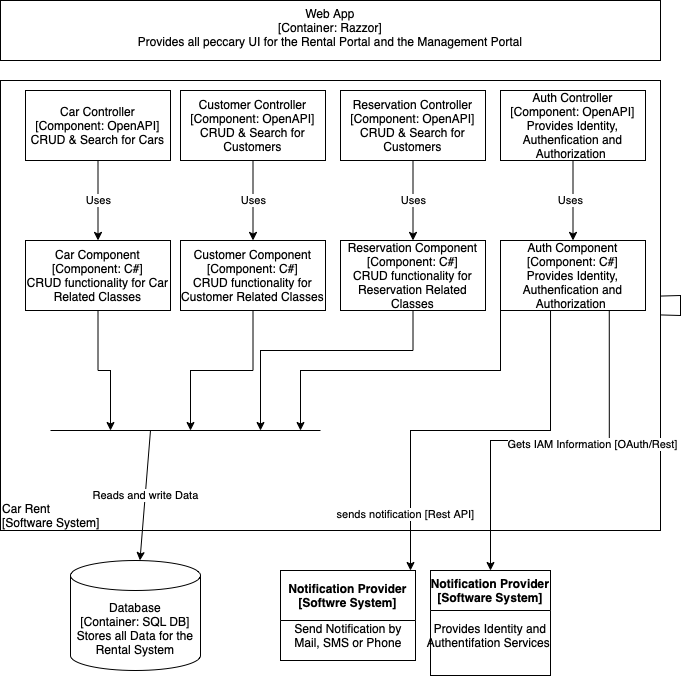 Web App
[Container: Razzor]
Provides all peccary UI for the Rental Portal and the Management Portal
Car Controller
[Component: OpenAPI]
CRUD & Search for Cars
Customer Controller
[Component: OpenAPI]
CRUD & Search for
Customers
Reservation Controller
[Component: OpenAPI]
CRUD & Search for
Customers
Auth Controller
[Component: OpenAPI]
Provides Identity,
Authenfication and
Authorization
Uses
Uses
Uses
Uses
Car Component
[Component: C#]
CRUD functionality for Car
Related Classes
Customer Component
[Component: C#]
CRUD functionality for
Customer Related Classes
Reservation Component
[Component: C#]
CRUD functionality for
Reservation Related
Classes
Auth Component
[Component: C#]
Provides Identity,
Authenfication and
Authorization
Gets IAM Information [OAuth/Rest]
Reads and write Data
sends notification [Rest API]
Car Rent
[Software System]
Database
[Container: SQL DB]
Stores all Data for the
Rental System
Notification Provider
[Softwre System]
Send Notification by
Mail, SMS or Phone
Notification Provider
[Software System]
Provides Identity and
Authentifation Services